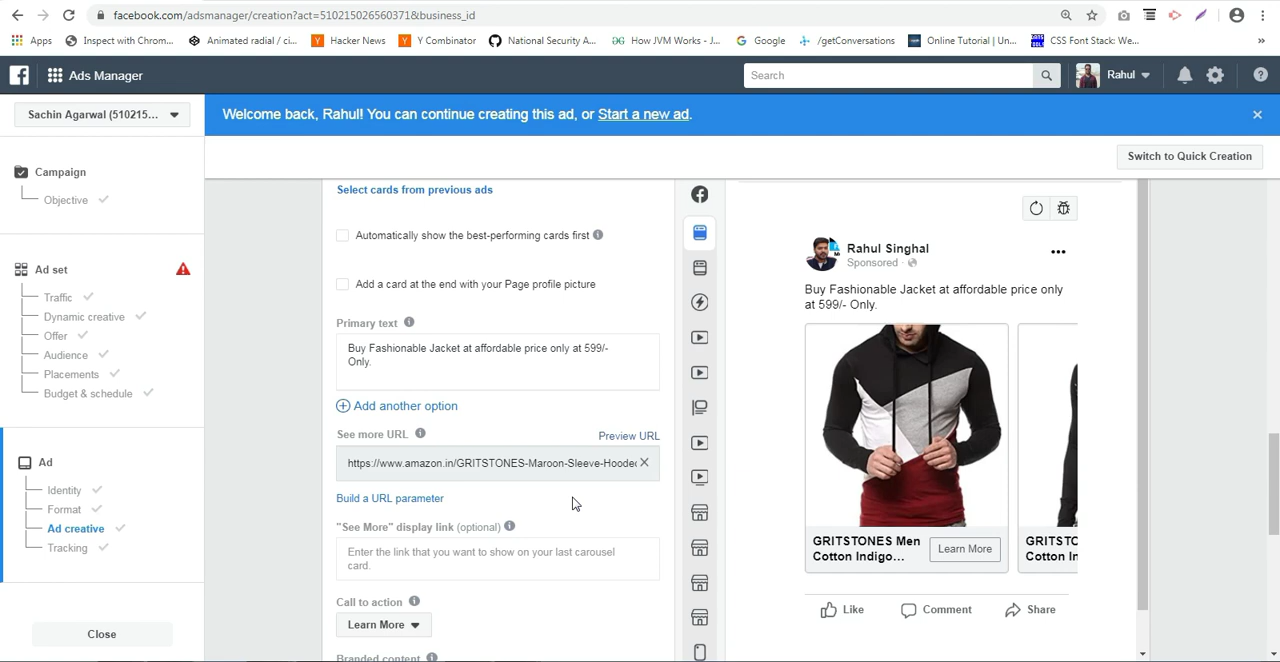 facebook.com/adsmanager/creation?act=510215026560371&business_id
Apps
Inspect with Chrom...
Animated radial / ci...
Hacker News
Y Combinator
National Security A...
How JVM Works - J...
Google
/getConversations
Online Tutorial | Un...
CSS Font Stack: We...
»
Ads Manager
Search
Rahul
Sachin Agarwal (510215...
Welcome back, Rahul! You can continue creating this ad, or Start a new ad.
Switch to Quick Creation
Campaign
Objective
Ad set
Traffic
Dynamic creative
Offer
Audience
Placements
Budget & schedule
Ad
Identity
Format
Ad creative
Tracking
Close
Select cards from previous ads
Automatically show the best-performing cards first
Add a card at the end with your Page profile picture
Primary text
Buy Fashionable Jacket at affordable price only at 599/-
Only.
Add another option
See more URL
Preview URL
https://www.amazon.in/GRITSTONES-Maroon-Sleeve-Hooded
Build a URL parameter
"See More" display link (optional)
Enter the link that you want to show on your last carousel
card.
Call to action
Learn More
Branded content
Rahul Singhal
Sponsored ·
Buy Fashionable Jacket at affordable price only
at 599/- Only.
GRITSTONES Men
Cotton Indigo...
Learn More
GRITSTO
Cotton In
Like
Comment
Share